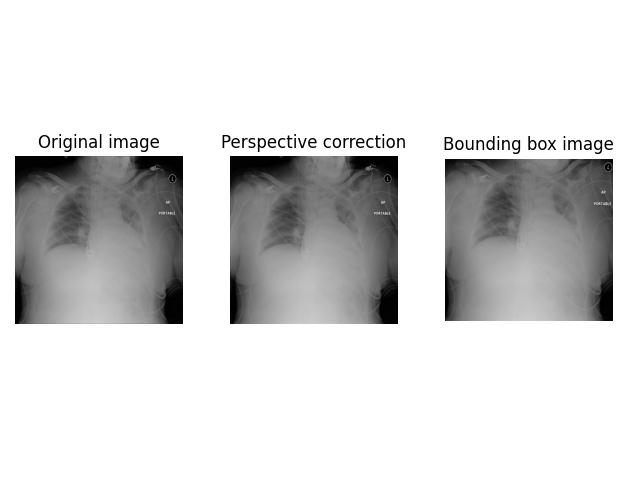 Original image
Perspective correction
Bounding box image
L
AP
PORTABLE
L
AP
PORTABLE
L
AP
PORTABLE